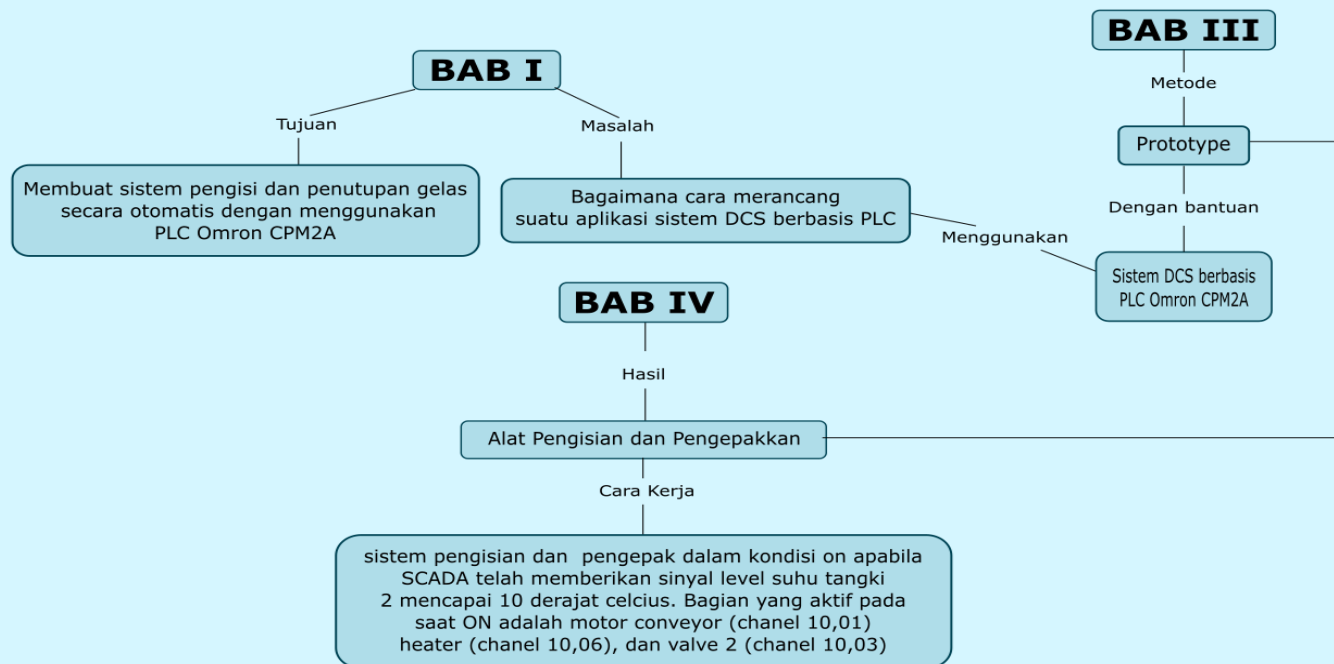 BAB I
Tujuan
Masalah
Membuat sistem pengisi dan penutupan gelas
secara otomatis dengan menggunakan
PLC Omron CPM2A
Bagaimana cara merancang
suatu aplikasi sistem DCS berbasis PLC
Menggunakan
BAB III
Metode
Prototype
Dengan bantuan
Sistem DCS berbasis
PLC Omron CPM2A
BAB IV
Hasil
Alat Pengisian dan Pengepakkan
Cara Kerja
sistem pengisian dan  pengepak dalam kondisi on apabila
SCADA telah memberikan sinyal level suhu tangki
2 mencapai 10 derajat celcius. Bagian yang aktif pada
saat ON adalah motor conveyor (chanel 10,01)
heater (chanel 10,06), dan valve 2 (chanel 10,03)